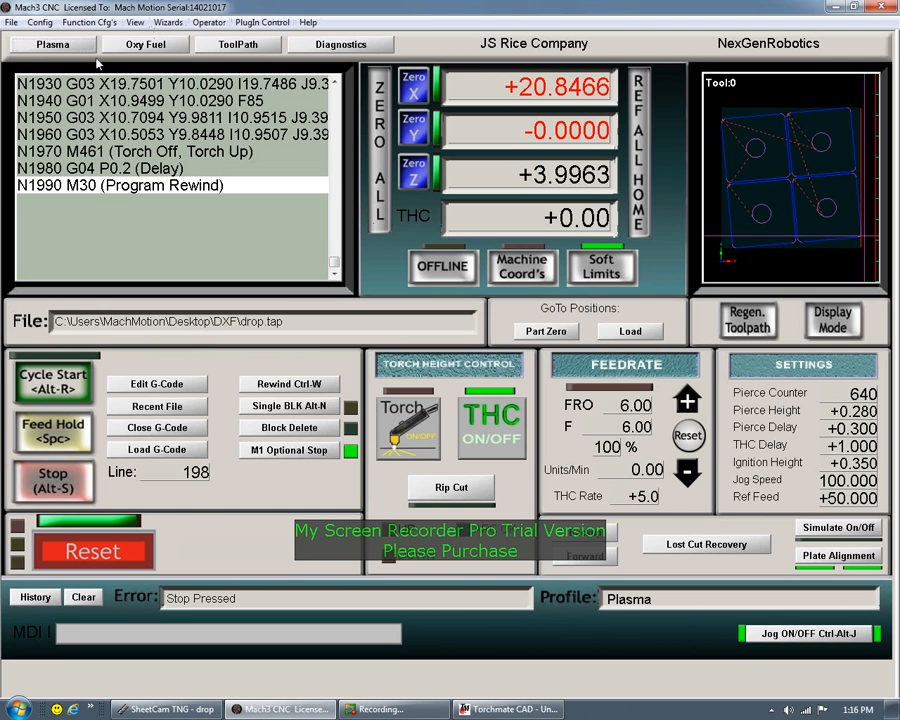 Mach3 CNC Licensed To: Mach Motion Serial:14021017
File Config Function Cfg's View Wizards Operator PlugIn Control Help
Plasma Oxy Fuel ToolPath Diagnostics JS Rice Company NexGenRobotics
N1930 G03 X19.7501 Y10.0290 I19.7486 J9.3
N1940 G01 X10.9499 Y10.0290 F85
N1950 G03 X10.7094 Y9.9811 I10.9515 J9.39
N1960 G03 X10.5053 Y9.8448 I10.9507 J9.39
N1970 M461 (Torch Off, Torch Up)
N1980 G04 P0.2 (Delay)
N1990 M30 (Program Rewind)
ZERO ALL
Zero X +20.8466
Zero Y -0.0000
Zero Z +3.9963
THC +0.00
REF ALL HOME
OFFLINE Machine Coord's Soft Limits
Tool:0
File: C:\Users\MachMotion\Desktop\DXF\drop.tap
GoTo Positions:
Part Zero Load
Regen. Toolpath Display Mode
Cycle Start <Alt-R>
Feed Hold <Spc>
Stop (Alt-S)
Edit G-Code Rewind Ctrl-W
Recent File Single BLK Alt-N
Close G-Code Block Delete
Load G-Code M1 Optional Stop
Line: 198
TORCH HEIGHT CONTROL
Torch ON/OFF THC ON/OFF
Rip Cut
FEEDRATE
FRO 6.00
F 6.00
100 % Reset
Units/Min 0.00
THC Rate +5.0
SETTINGS
Pierce Counter 640
Pierce Height +0.280
Pierce Delay +0.300
THC Delay +1.000
Ignition Height +0.350
Jog Speed 100.000
Ref Feed +50.000
Reset
My Screen Recorder Pro Trial Version
Please Purchase
Forward
Lost Cut Recovery
Simulate On/Off
Plate Alignment
History Clear Error: Stop Pressed Profile: Plasma
MDI
Jog ON/OFF Ctrl-Alt-J
SheetCam TNG - drop Mach3 CNC License... Recording... Torchmate CAD - Un... 1:16 PM